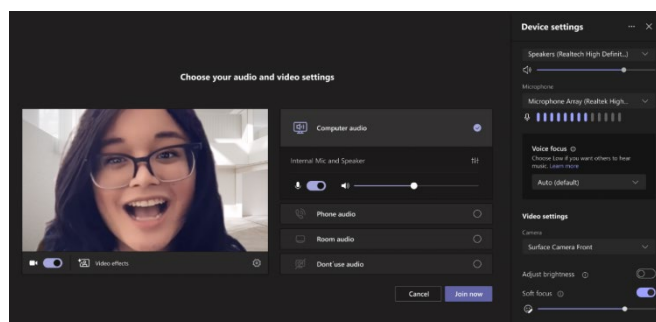 Choose your audio and video settings
Computer audio
Internal Mic and Speaker
Phone audio
Room audio
Dont'use audio
Video effects
Cancel
Join now
Device settings
Speakers (Realtech High Definit...)
Microphone
Microphone Array (Realtek High...
Voice focus
Choose Low if you want others to hear
music. Learn more
Auto (default)
Video settings
Camera
Surface Camera Front
Adjust brightness
Soft focus